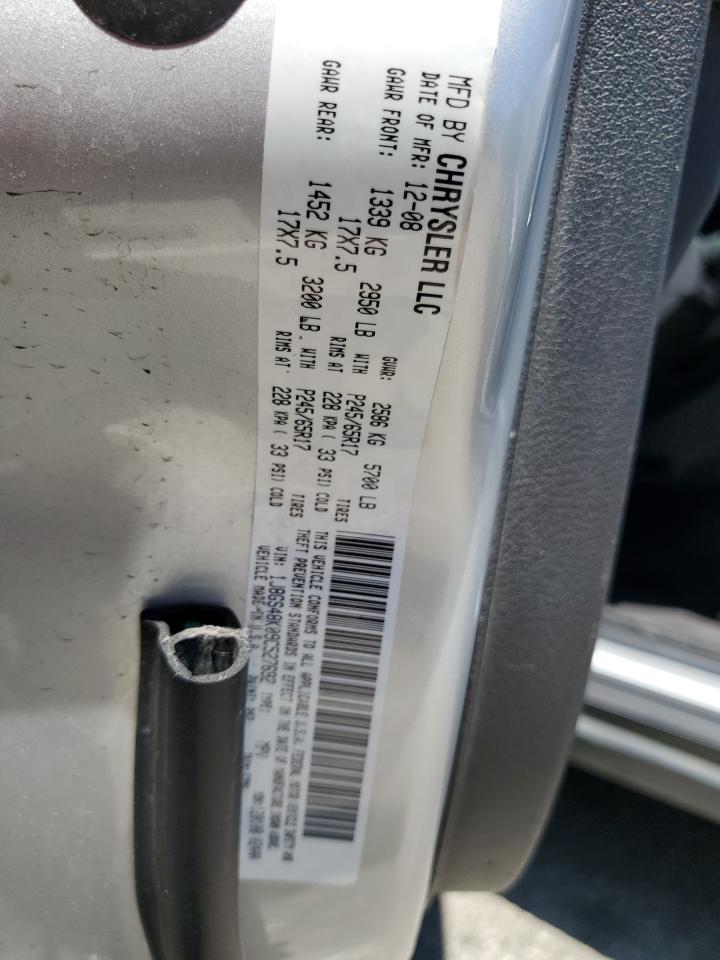 MFD BY CHRYSLER LLC
DATE OF MFR: 12-08 GVWR: 2586 KG 5700 LB
GAWR FRONT: 1339 KG 2950 LB WITH P245/65R17 TIRES
17X7.5 RIMS AT 228 KPA ( 33 PSI) COLD
GAWR REAR: 1452 KG 3200 LB. WITH P245/65R17 TIRES
17X7.5 RIMS AT 228 KPA ( 33 PSI) COLD
THIS VEHICLE CONFORMS TO ALL APPLICABLE U.S.A. FEDERAL MOTOR VEHICLE SAFETY AND
THEFT PREVENTION STANDARDS IN EFFECT ON THE DATE OF MANUFACTURE SHOWN ABOVE.
VIN: 1J8GS48K09C527692 TYPE: MPV
VEHICLE MADE IN U.S.A.